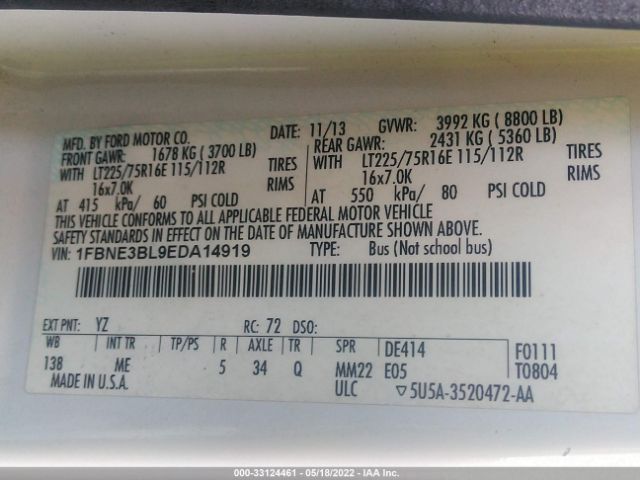 MFD. BY FORD MOTOR CO. DATE: 11/13 GVWR: 3992 KG ( 8800 LB)
FRONT GAWR: 1678 KG ( 3700 LB) REAR GAWR: 2431 KG ( 5360 LB)
WITH LT225/75R16E 115/112R TIRES WITH LT225/75R16E 115/112R TIRES
16x7.0K RIMS 16x7.0K RIMS
AT 415 kPa/ 60 PSI COLD AT 550 kPa/ 80 PSI COLD
THIS VEHICLE CONFORMS TO ALL APPLICABLE FEDERAL MOTOR VEHICLE
SAFETY STANDARDS IN EFFECT ON THE DATE OF MANUFACTURE SHOWN ABOVE.
VIN: 1FBNE3BL9EDA14919 TYPE: Bus (Not school bus)
EXT PNT: YZ RC: 72 DSO:
WB INT TR TP/PS R AXLE TR SPR DE414 F0111
138 ME 5 34 Q MM22 E05 T0804
MADE IN U.S.A. ULC ▽5U5A-3520472-AA
000-33124461 - 05/18/2022 - IAA Inc.